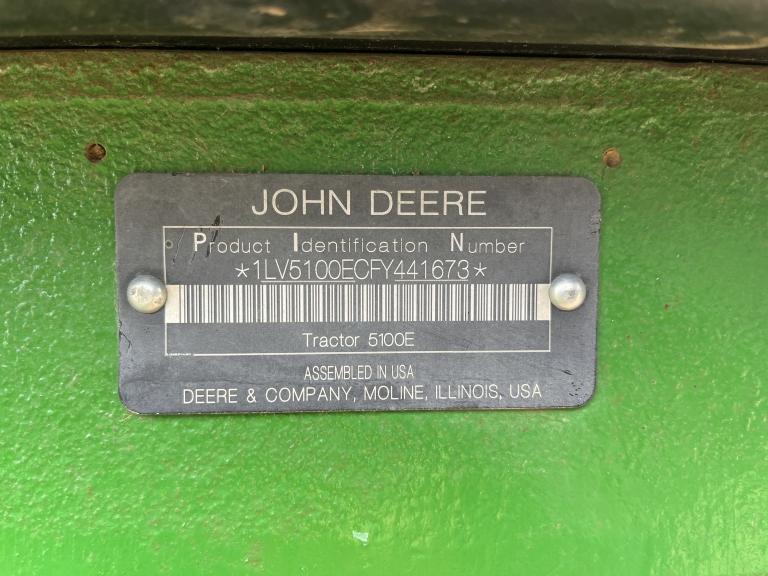 JOHN DEERE
Product Identification Number
*1LV5100ECFY441673*
Tractor 5100E
ASSEMBLED IN USA
DEERE & COMPANY, MOLINE, ILLINOIS, USA